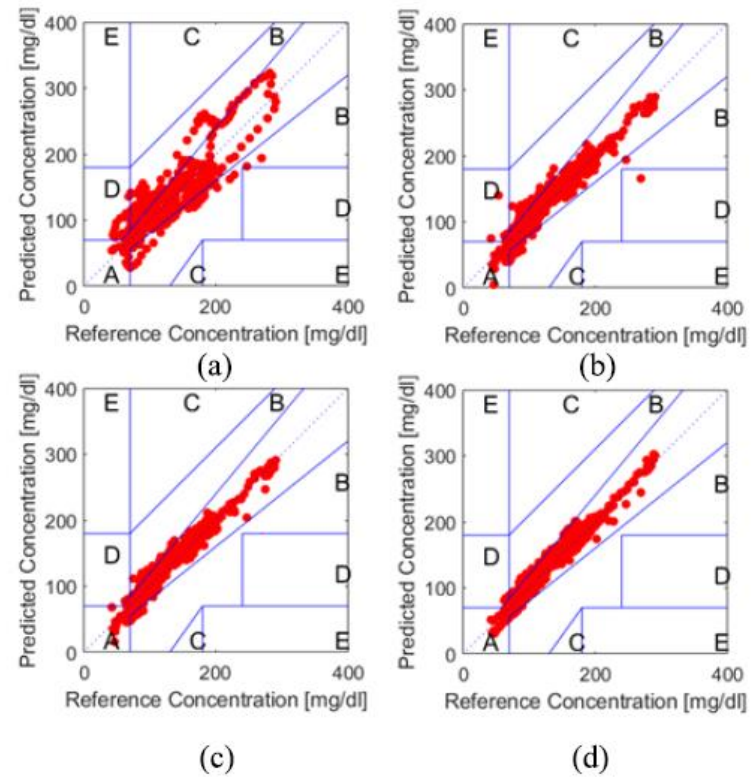 400
E C B
300
B
200
D
D
100
A C E
0
0 200 400
Predicted Concentration [mg/dl]
Reference Concentration [mg/dl]
(a)
400
E C B
300
B
200
D
D
100
A C E
0
0 200 400
Predicted Concentration [mg/dl]
Reference Concentration [mg/dl]
(b)
400
E C B
300
B
200
D
D
100
A C E
0
0 200 400
Predicted Concentration [mg/dl]
Reference Concentration [mg/dl]
(c)
400
E C B
300
B
200
D
D
100
A C E
0
0 200 400
Predicted Concentration [mg/dl]
Reference Concentration [mg/dl]
(d)